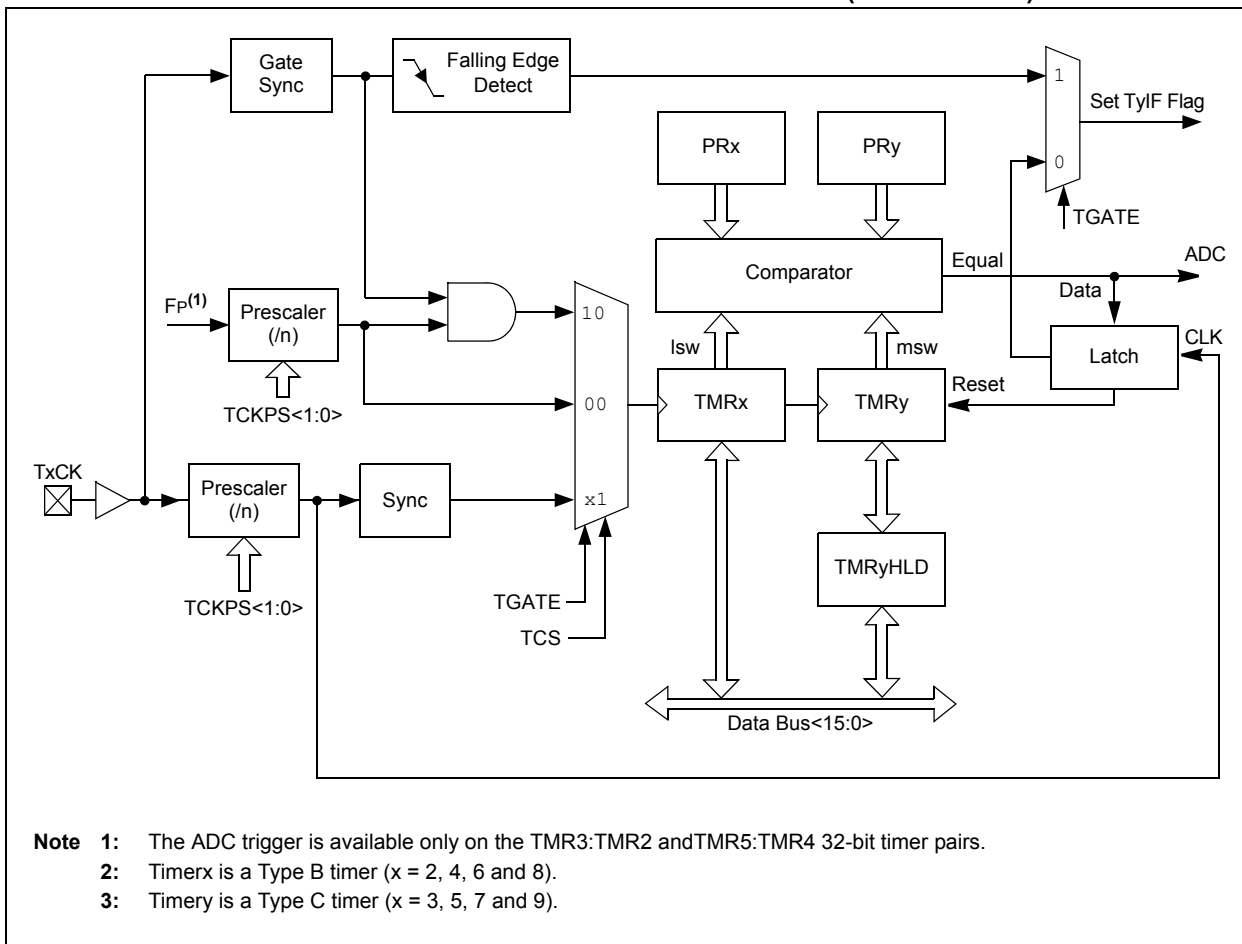 Gate
Sync
Falling Edge
Detect
1
Set TyIF Flag
PRx
PRy
0
TGATE
Comparator
Equal
ADC
Data
FP(1)
Prescaler
(/n)
10
lsw
msw
Latch
CLK
TCKPS<1:0>
00
TMRx
TMRy
Reset
TxCK
Prescaler
(/n)
Sync
x1
TCKPS<1:0>
TGATE
TCS
TMRyHLD
Data Bus<15:0>
Note 1: The ADC trigger is available only on the TMR3:TMR2 andTMR5:TMR4 32-bit timer pairs.
2: Timerx is a Type B timer (x = 2, 4, 6 and 8).
3: Timery is a Type C timer (x = 3, 5, 7 and 9).